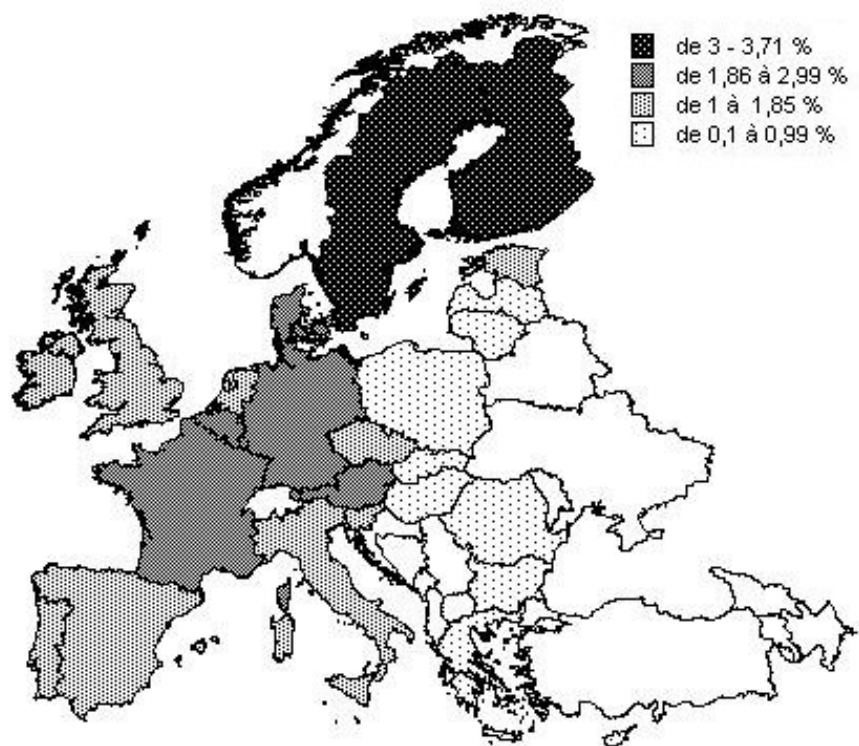 de 3 - 3,71 %
de 1,86 à 2,99 %
de 1 à 1,85 %
de 0,1 à 0,99 %